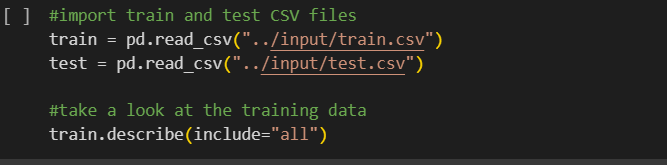 [ ] #import train and test CSV files
train = pd.read_csv("../input/train.csv")
test = pd.read_csv("../input/test.csv")
#take a look at the training data
train.describe(include="all")